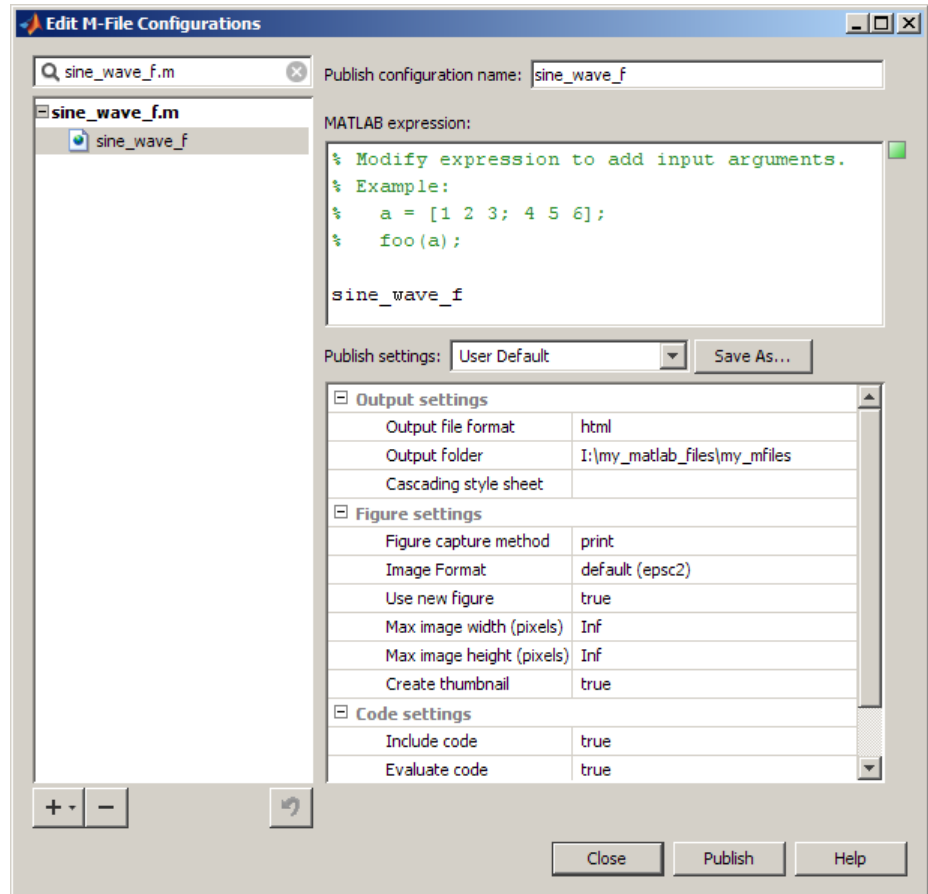 Edit M-File Configurations
sine_wave_f.m
Publish configuration name: sine_wave_f
sine_wave_f.m
sine_wave_f
MATLAB expression:
% Modify expression to add input arguments.
% Example:
%   a = [1 2 3; 4 5 6];
%   foo(a);
sine_wave_f
Publish settings: User Default Save As...
Output settings
Output file format html
Output folder I:\my_matlab_files\my_mfiles
Cascading style sheet
Figure settings
Figure capture method print
Image Format default (epsc2)
Use new figure true
Max image width (pixels) Inf
Max image height (pixels) Inf
Create thumbnail true
Code settings
Include code true
Evaluate code true
Close Publish Help